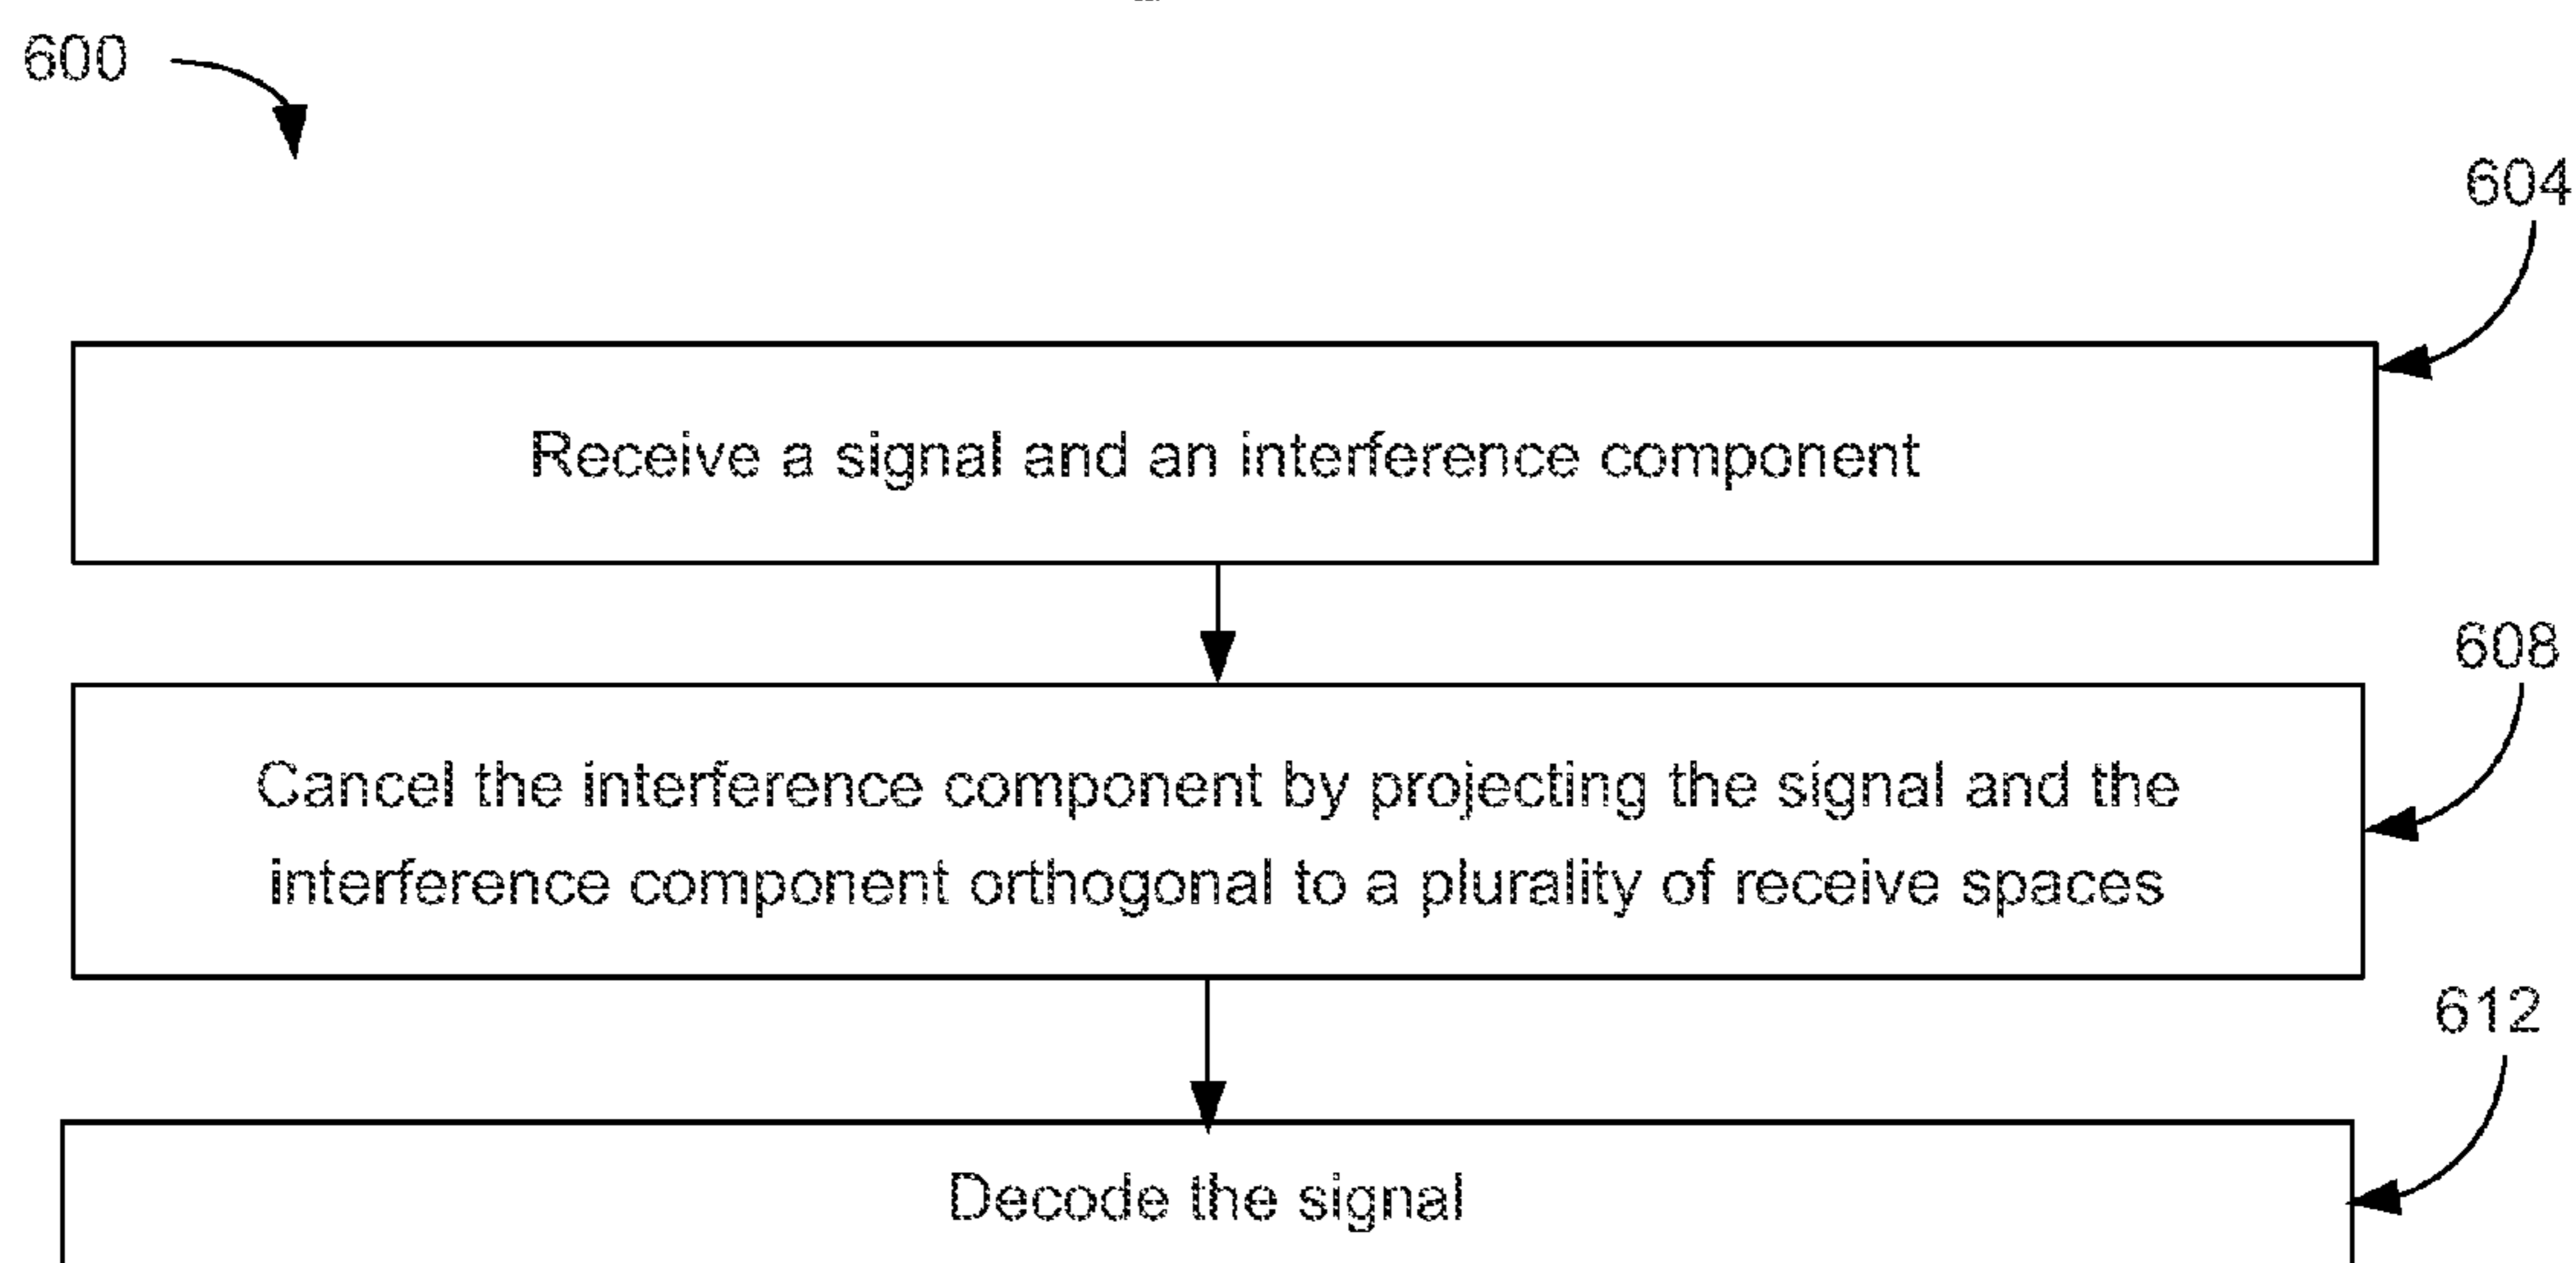 600
604
Receive a signal and an interference component
608
Cancel the interference component by projecting the signal and the
interference component orthogonal to a plurality of receive spaces
612
Decode the signal